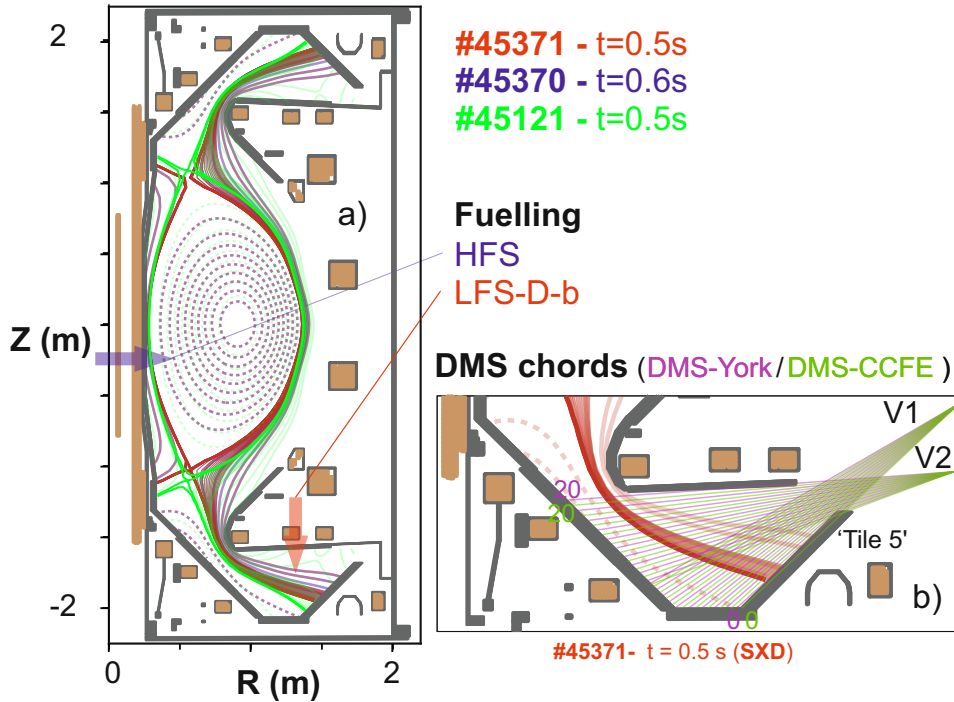 2
#45371 - t=0.5s
#45370 - t=0.6s
#45121 - t=0.5s
a)
Fuelling
HFS
LFS-D-b
Z (m)
DMS chords (DMS-York/DMS-CCFE )
V1
V2
20
20
'Tile 5'
b)
0 0
-2
#45371- t = 0.5 s (SXD)
0
2
R (m)